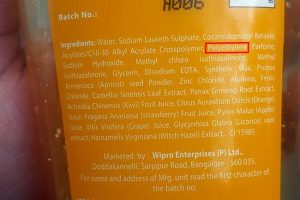 Batch No.:
A006
Ingredients: Water, Sodium Laureth Sulphate, Cocamidopropyl Betaine,
Acrylates/C10-30 Alkyl Acrylate Crosspolymer, Polyethylene, Perfume,
Sodium Hydroxide, Methyl chloro isothiazolinone, Methyl
isothiazolinone, Glycerin, Disodium EDTA, Synthetic Wax, Prunus
Armeniaca (Apricot) seed Powder, Zinc Chloride, Alumina, Ferric
Chloride, Camellia Sinensis Leaf Extract, Panax Ginseng Root Extract,
Actinidia Chinensis (Kiwi) Fruit Juice, Citrus Aurantium Dulcis (Orange)
Juice, Fragaria Ananassa (strawberry) Fruit Juice, Pyrus Malus (Apple)
Juice, Vitis Vinifera (Grape) Juice, Glycyrrhiza Glabra (Licorice) root
Extract, Hamamelis Virginiana (Witch Hazel) Extract, CI 15985
Marketed. by : Wipro Enterprises (P) Ltd.,
Doddakannelli, Sarjapur Road, Bangalore : 560 035.
For name and address of Mfg. unit read the first character of
the batch no.